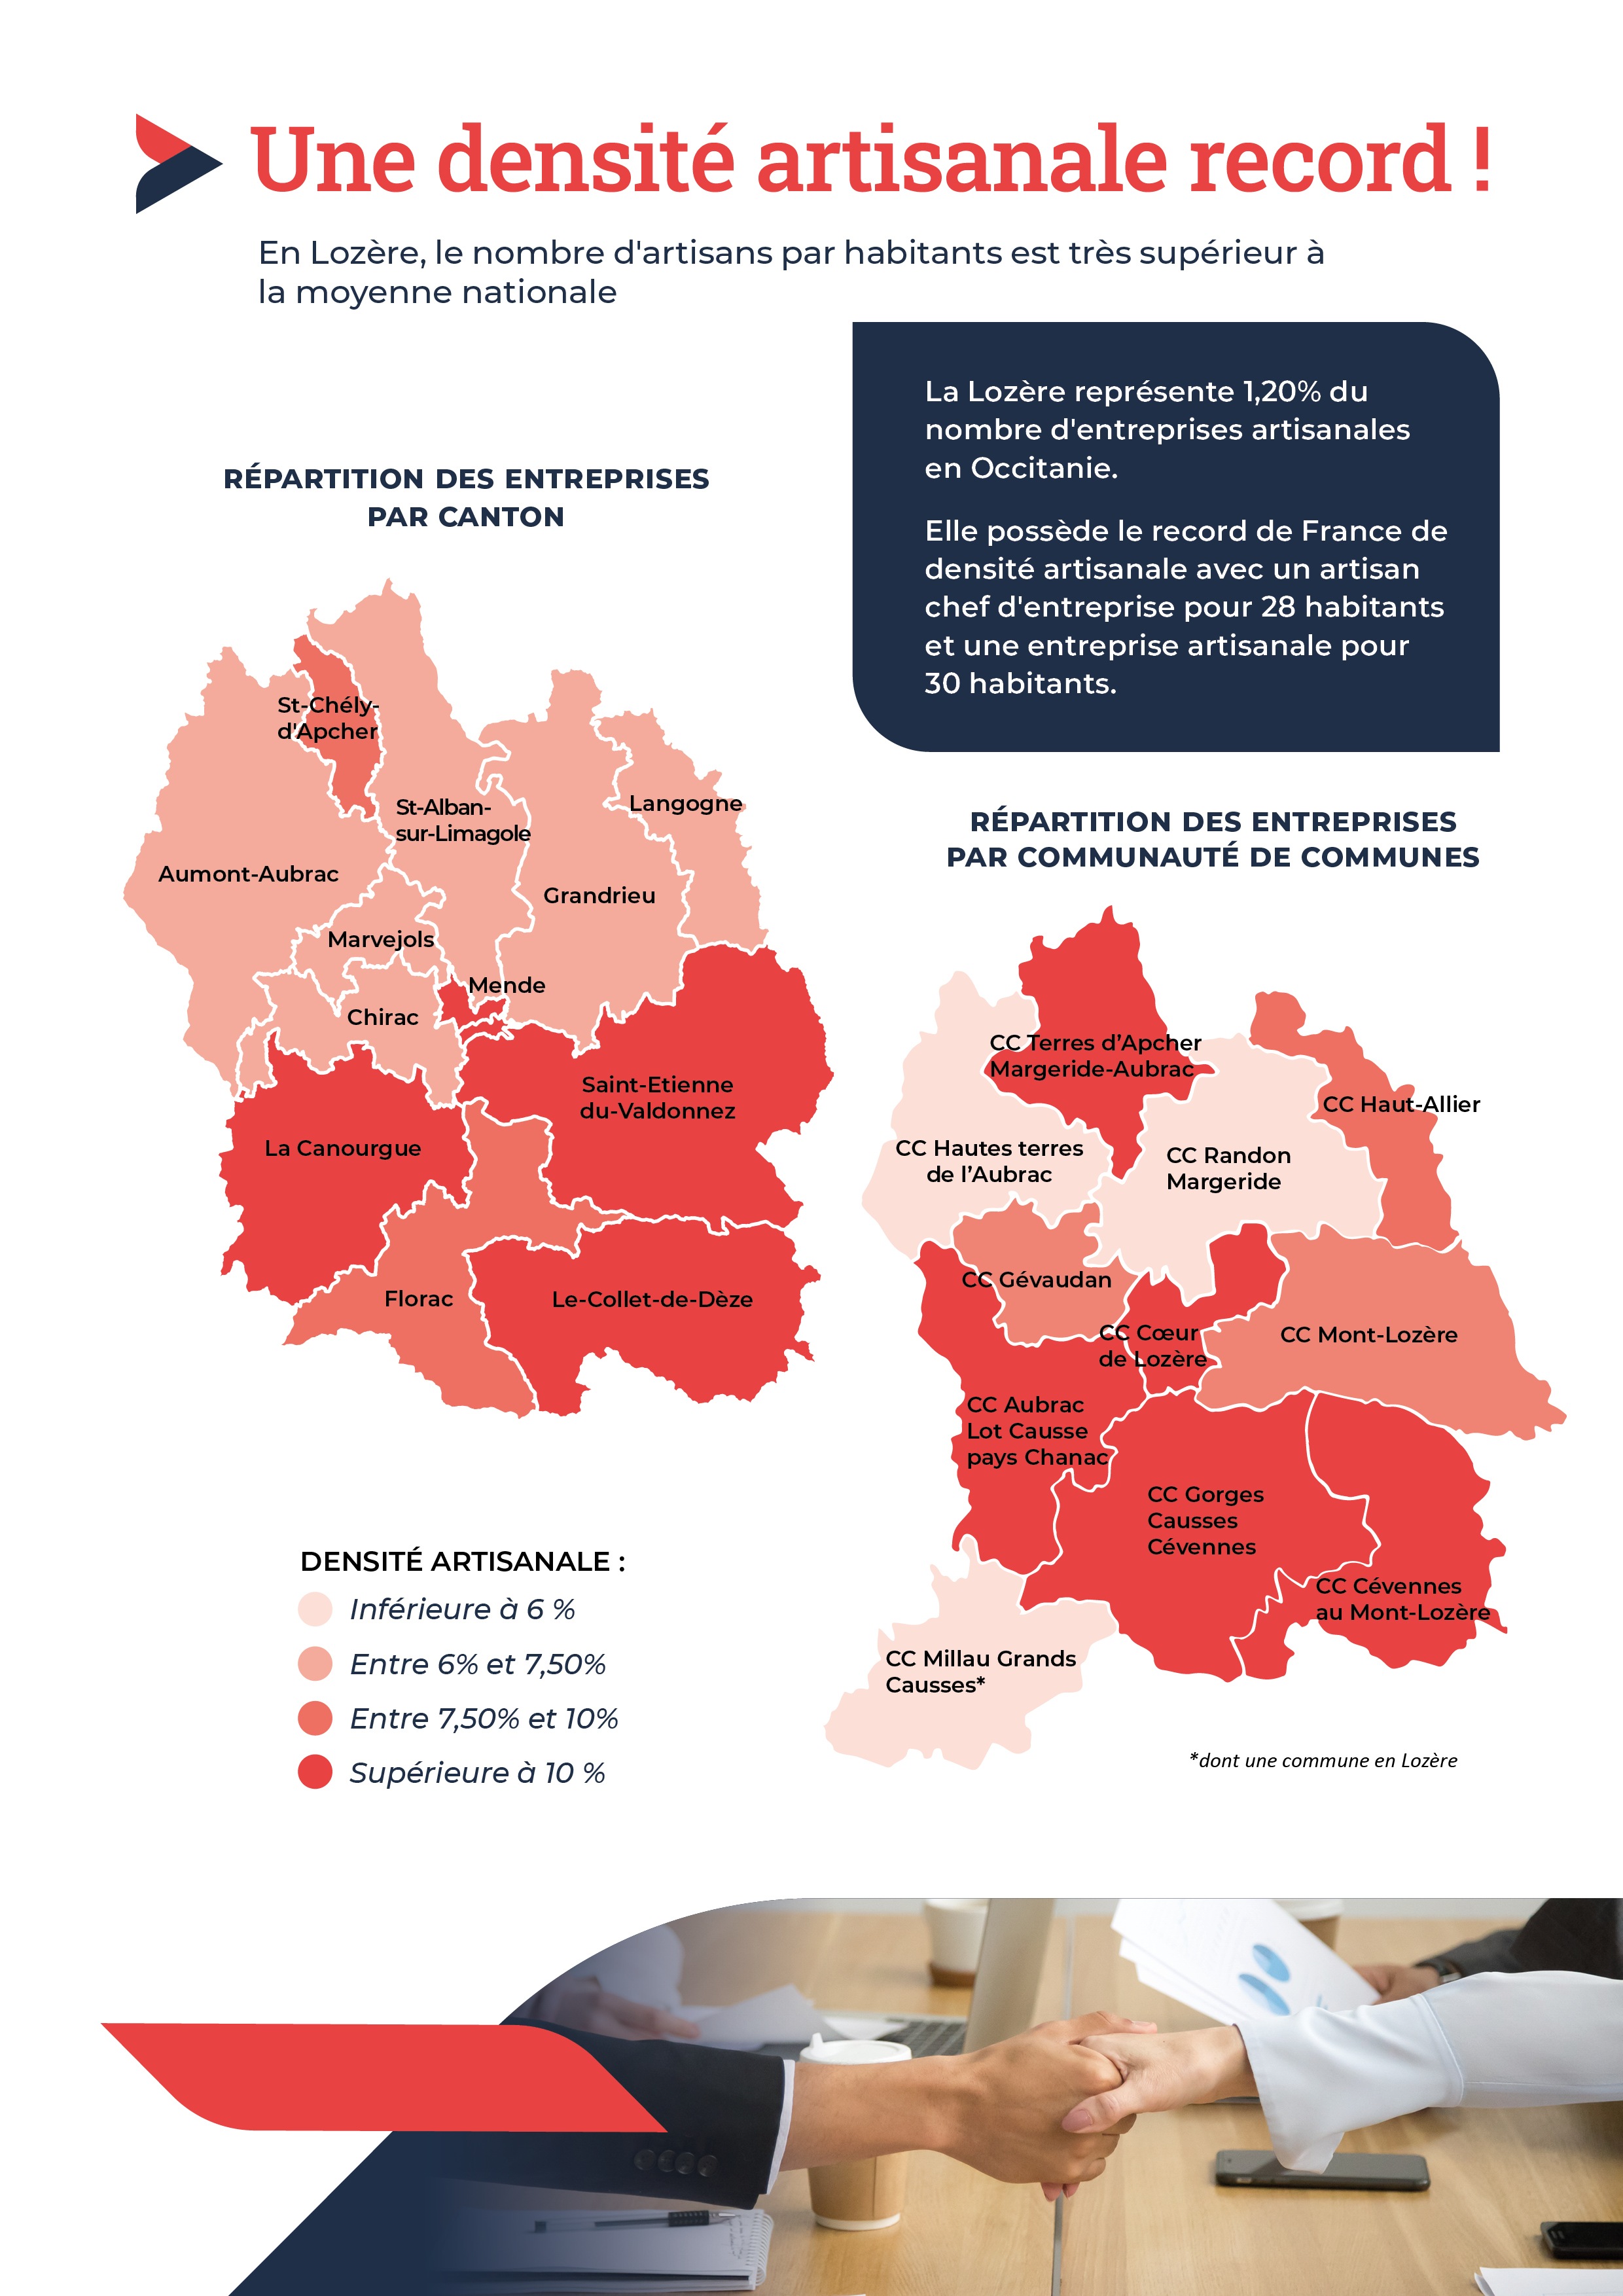 Une densité artisanale record !
En Lozère, le nombre d'artisans par habitants est très supérieur à
la moyenne nationale
La Lozère représente 1,20% du
nombre d'entreprises artisanales
en Occitanie.
Elle possède le record de France de
densité artisanale avec un artisan
chef d'entreprise pour 28 habitants
et une entreprise artisanale pour
30 habitants.
RÉPARTITION DES ENTREPRISES
PAR CANTON
St-Chély-
d'Apcher
St-Alban-
sur-Limagole
Langogne
Aumont-Aubrac
Grandrieu
Marvejols
Mende
Chirac
Saint-Etienne
du-Valdonnez
La Canourgue
Florac
Le-Collet-de-Dèze
RÉPARTITION DES ENTREPRISES
PAR COMMUNAUTÉ DE COMMUNES
CC Terres d’Apcher
Margeride-Aubrac
CC Haut-Allier
CC Hautes terres
de l’Aubrac
CC Randon
Margeride
CC Gévaudan
CC Cœur
de Lozère
CC Mont-Lozère
CC Aubrac
Lot Causse
pays Chanac
CC Gorges
Causses
Cévennes
CC Cévennes
au Mont-Lozère
CC Millau Grands
Causses*
*dont une commune en Lozère
DENSITÉ ARTISANALE :
Inférieure à 6 %
Entre 6% et 7,50%
Entre 7,50% et 10%
Supérieure à 10 %